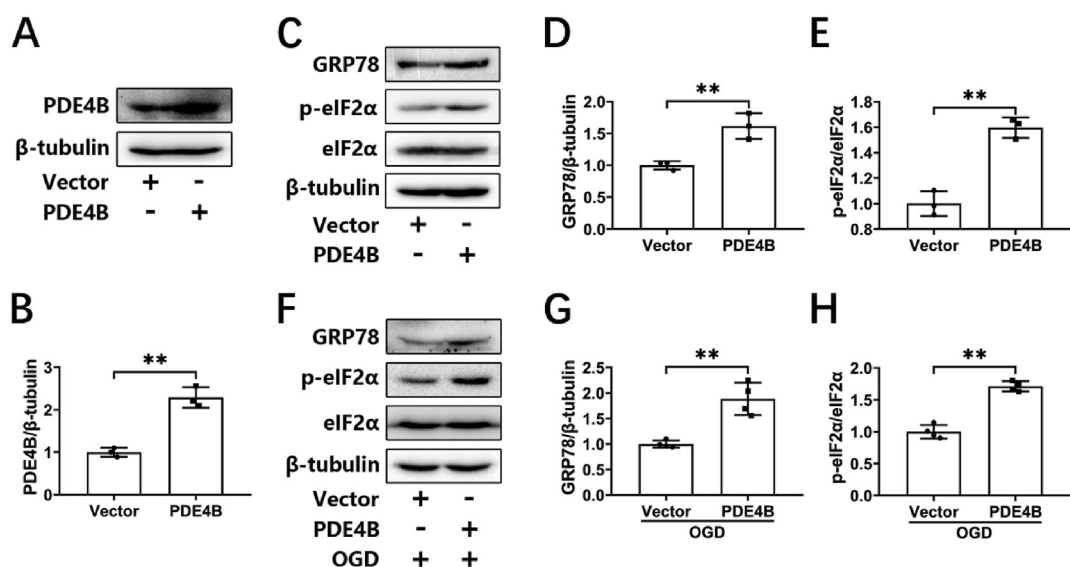 A
PDE4B
β-tubulin
Vector + -
PDE4B - +
B
**
PDE4B/β-tubulin
3
2
1
0
Vector PDE4B
C
GRP78
p-eIF2α
eIF2α
β-tubulin
Vector + -
PDE4B - +
D
**
GRP78/β-tubulin
2.0
1.5
1.0
0.5
0.0
Vector PDE4B
E
**
p-eIF2α/eIF2α
1.8
1.6
1.4
1.2
1.0
0.8
Vector PDE4B
F
GRP78
p-eIF2α
eIF2α
β-tubulin
Vector + -
PDE4B - +
OGD + +
G
**
GRP78/β-tubulin
2.5
2.0
1.5
1.0
0.5
0.0
Vector PDE4B
OGD
H
**
p-eIF2α/eIF2α
2.0
1.5
1.0
0.5
0.0
Vector PDE4B
OGD